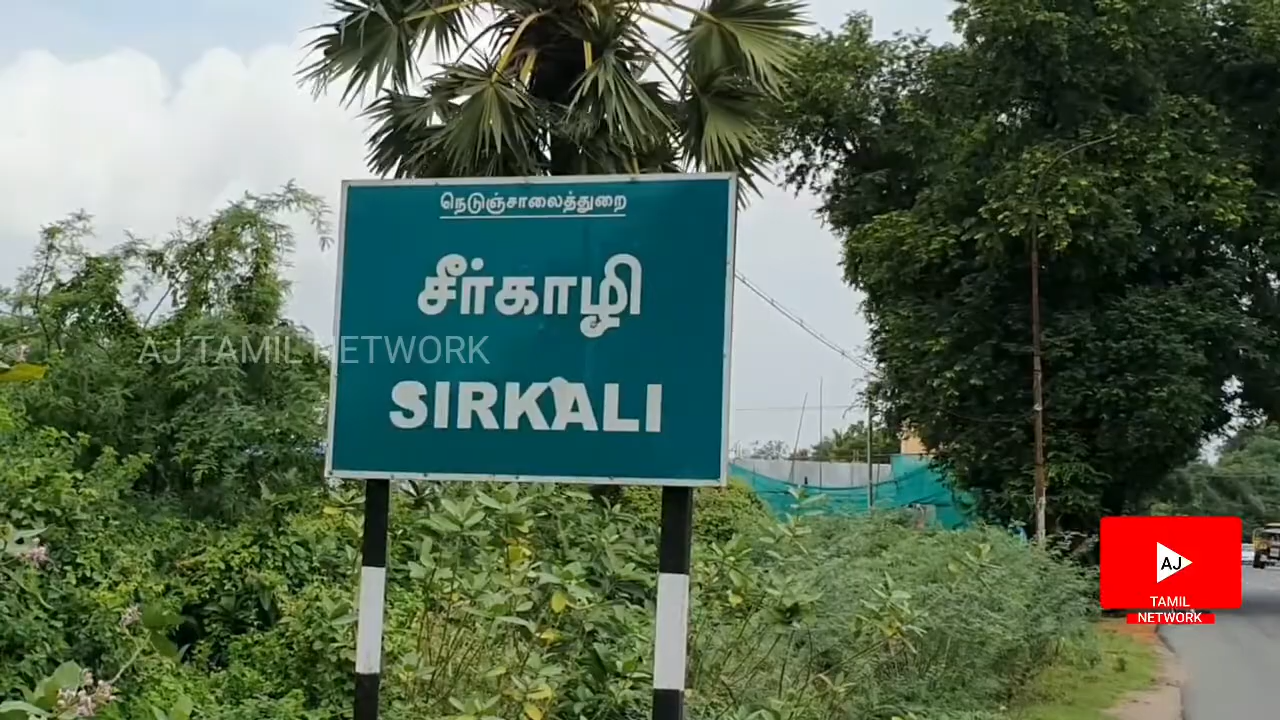 நெடுஞ்சாலைத்துறை
சீர்காழி
AJ TAMIL NETWORK
SIRKALI
AJ
TAMIL
NETWORK